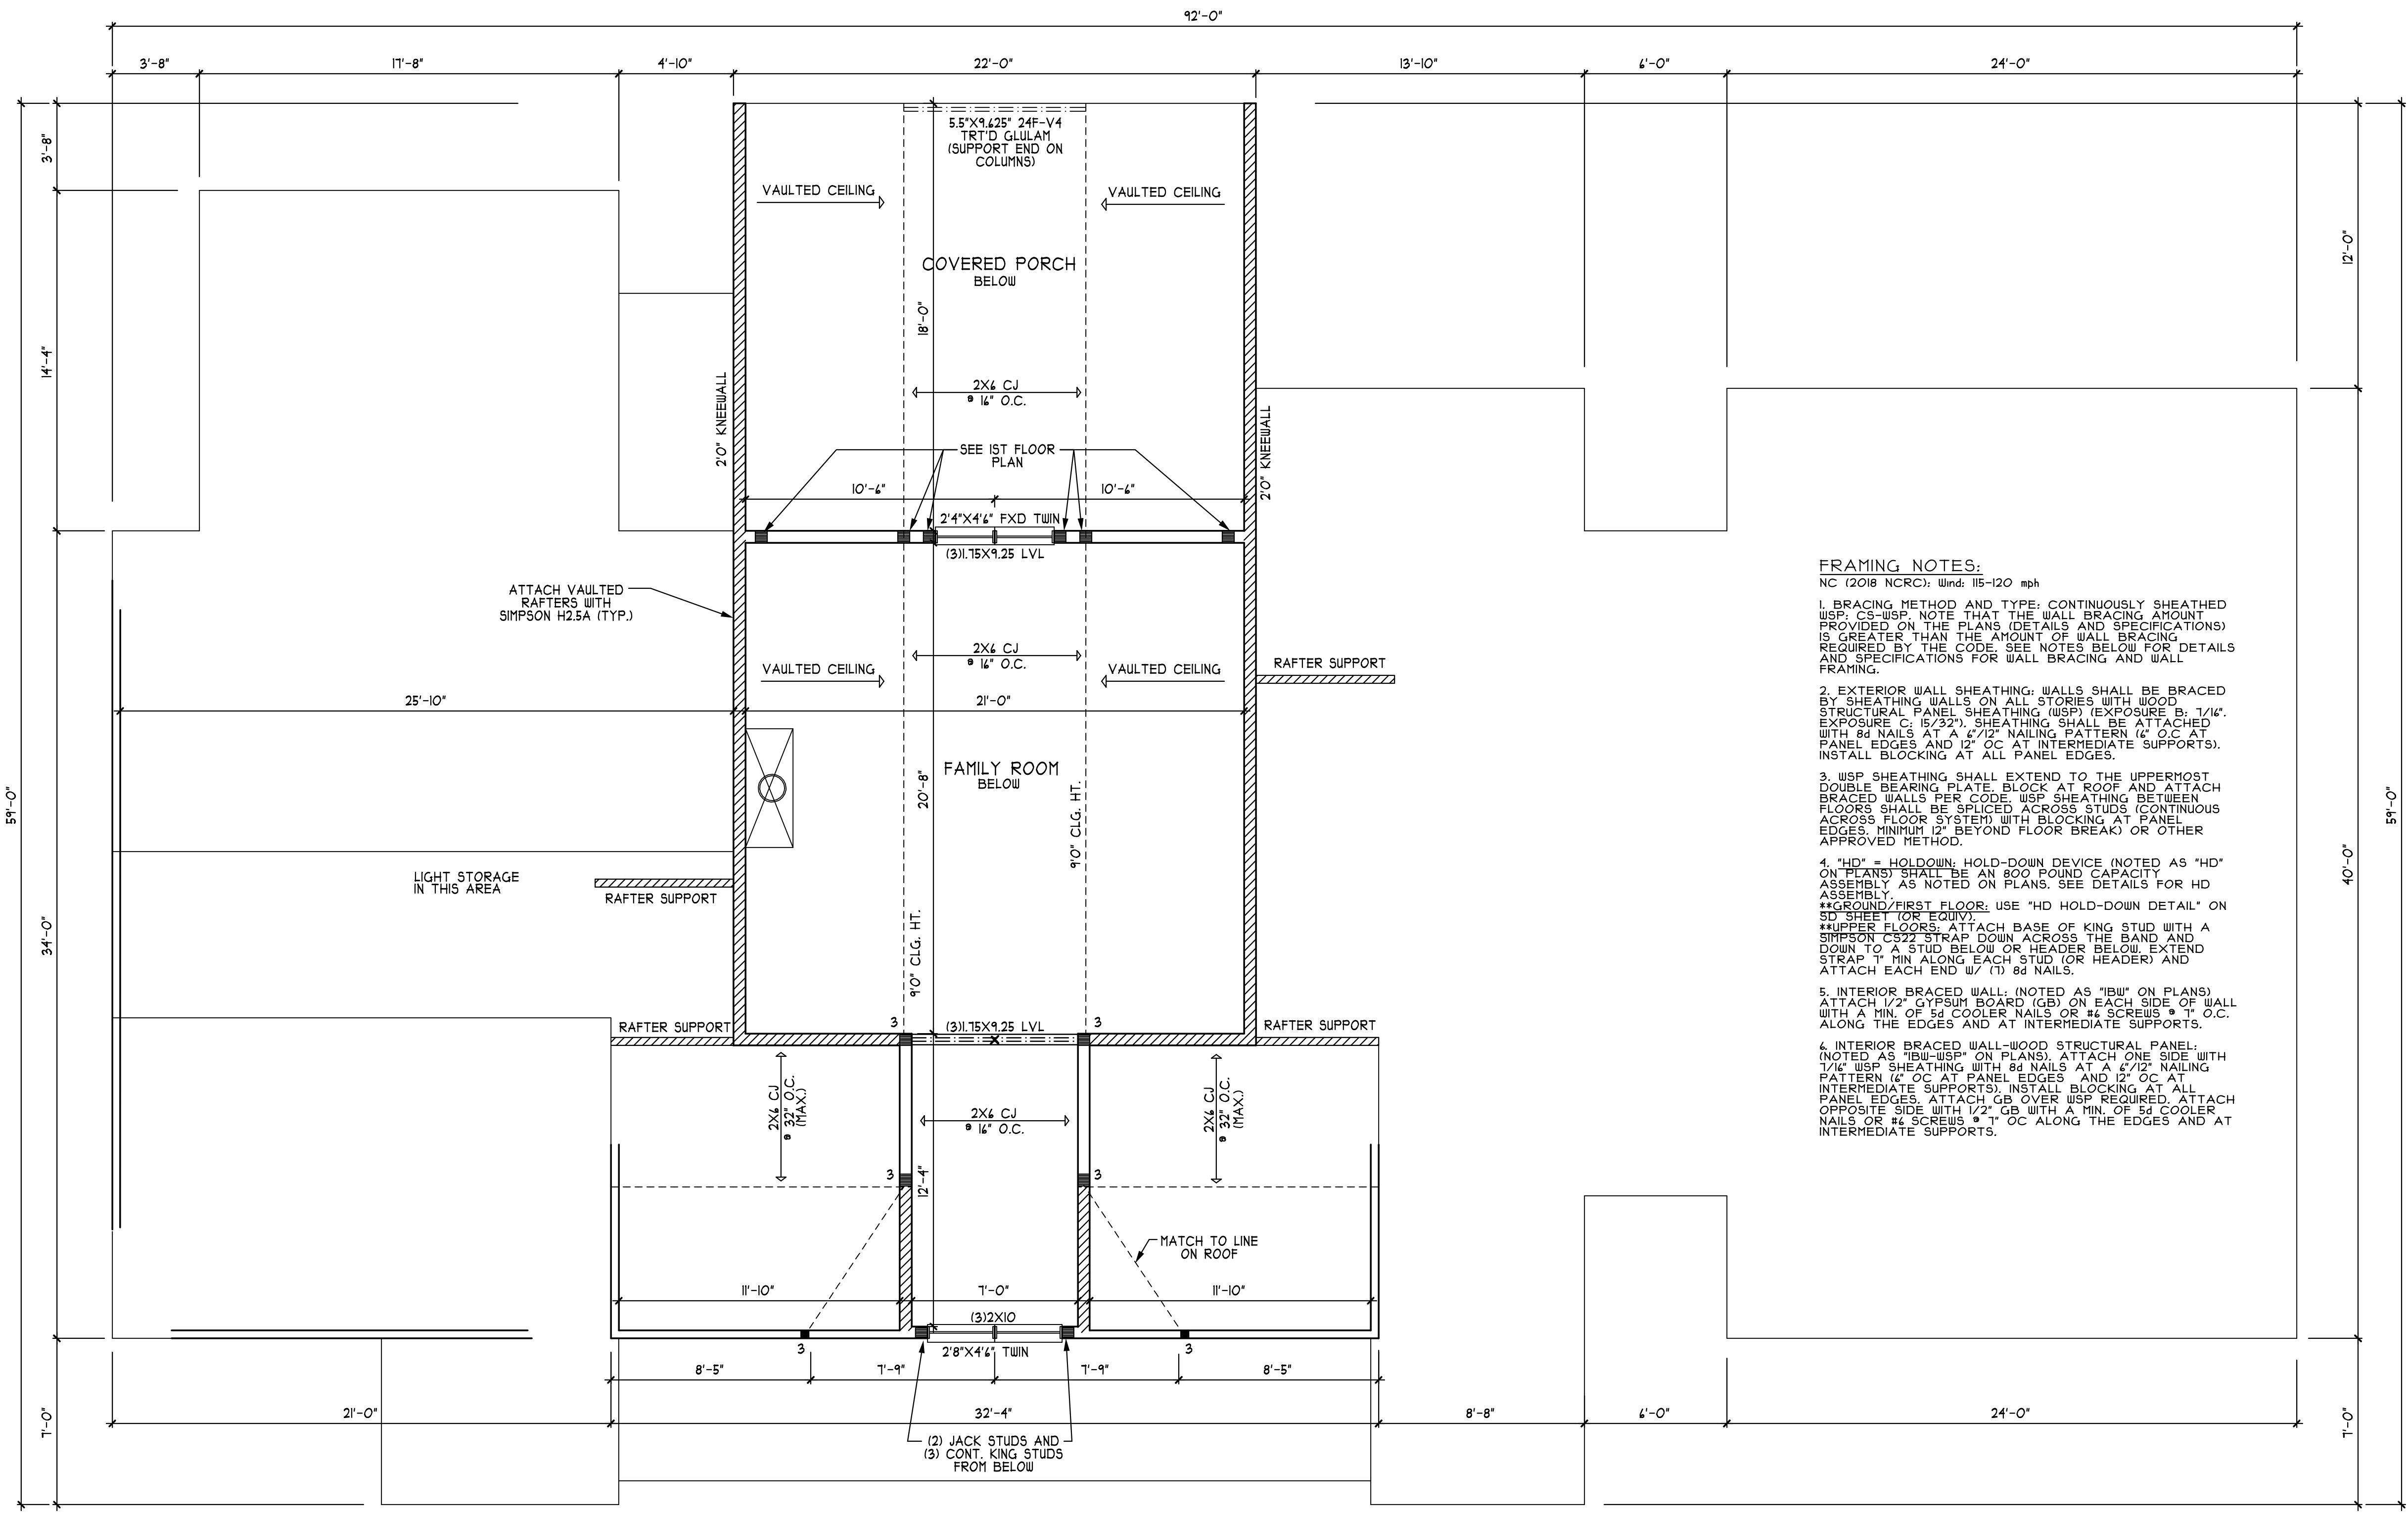 92'-0"
3'-8"
17'-8"
4'-10"
22'-0"
13'-10"
6'-0"
24'-0"
5.5"X9.625" 24F-V4
TRT'D GLULAM
(SUPPORT END ON
COLUMNS)
3'-8"
VAULTED CEILING
VAULTED CEILING
12'-0"
COVERED PORCH
BELOW
18'-0"
14'-4"
2X6 CJ
@ 16" O.C.
2'0" KNEEWALL
2'0" KNEEWALL
SEE 1ST FLOOR
PLAN
10'-6"
10'-6"
2'4"X4'6" FXD TWIN
(3)1.75X9.25 LVL
ATTACH VAULTED
RAFTERS WITH
SIMPSON H2.5A (TYP.)
2X6 CJ
@ 16" O.C.
VAULTED CEILING
VAULTED CEILING
RAFTER SUPPORT
25'-10"
21'-0"
FAMILY ROOM
BELOW
20'-8"
9'0" CLG. HT.
9'0" CLG. HT.
59'-0"
59'-0"
LIGHT STORAGE
IN THIS AREA
RAFTER SUPPORT
34'-0"
40'-0"
RAFTER SUPPORT
3
(3)1.75X9.25 LVL
3
RAFTER SUPPORT
2X6 CJ
@ 32" O.C.
(MAX.)
2X6 CJ
@ 16" O.C.
2X6 CJ
@ 32" O.C.
(MAX.)
3
12'-4"
3
MATCH TO LINE
ON ROOF
11'-10"
7'-0"
11'-10"
(3)2X10
3
2'8"X4'6" TWIN
3
8'-5"
7'-9"
7'-9"
8'-5"
21'-0"
32'-4"
8'-8"
6'-0"
24'-0"
7'-0"
7'-0"
(2) JACK STUDS AND
(3) CONT. KING STUDS
FROM BELOW
FRAMING NOTES:
NC (2018 NCRC): Wind: 115-120 mph
1. BRACING METHOD AND TYPE: CONTINUOUSLY SHEATHED
WSP: CS-WSP. NOTE THAT THE WALL BRACING AMOUNT
PROVIDED ON THE PLANS (DETAILS AND SPECIFICATIONS)
IS GREATER THAN THE AMOUNT OF WALL BRACING
REQUIRED BY THE CODE. SEE NOTES BELOW FOR DETAILS
AND SPECIFICATIONS FOR WALL BRACING AND WALL
FRAMING.
2. EXTERIOR WALL SHEATHING: WALLS SHALL BE BRACED
BY SHEATHING WALLS ON ALL STORIES WITH WOOD
STRUCTURAL PANEL SHEATHING (WSP) (EXPOSURE B: 7/16".
EXPOSURE C: 15/32"). SHEATHING SHALL BE ATTACHED
WITH 8d NAILS AT A 6"/12" NAILING PATTERN (6" O.C AT
PANEL EDGES AND 12" OC AT INTERMEDIATE SUPPORTS).
INSTALL BLOCKING AT ALL PANEL EDGES.
3. WSP SHEATHING SHALL EXTEND TO THE UPPERMOST
DOUBLE BEARING PLATE. BLOCK AT ROOF AND ATTACH
BRACED WALLS PER CODE. WSP SHEATHING BETWEEN
FLOORS SHALL BE SPLICED ACROSS STUDS (CONTINUOUS
ACROSS FLOOR SYSTEM) WITH BLOCKING AT PANEL
EDGES. MINIMUM 12" BEYOND FLOOR BREAK) OR OTHER
APPROVED METHOD.
4. "HD" = HOLDOWN: HOLD-DOWN DEVICE (NOTED AS "HD"
ON PLANS) SHALL BE AN 800 POUND CAPACITY
ASSEMBLY AS NOTED ON PLANS. SEE DETAILS FOR HD
ASSEMBLY.
**GROUND/FIRST FLOOR: USE "HD HOLD-DOWN DETAIL" ON
SD SHEET (OR EQUIV).
**UPPER FLOORS: ATTACH BASE OF KING STUD WITH A
SIMPSON CS22 STRAP DOWN ACROSS THE BAND AND
DOWN TO A STUD BELOW OR HEADER BELOW. EXTEND
STRAP 7" MIN ALONG EACH STUD (OR HEADER) AND
ATTACH EACH END W/ (7) 8d NAILS.
5. INTERIOR BRACED WALL: (NOTED AS "IBW" ON PLANS)
ATTACH 1/2" GYPSUM BOARD (GB) ON EACH SIDE OF WALL
WITH A MIN. OF 5d COOLER NAILS OR #6 SCREWS @ 7" O.C.
ALONG THE EDGES AND AT INTERMEDIATE SUPPORTS.
6. INTERIOR BRACED WALL-WOOD STRUCTURAL PANEL:
(NOTED AS "IBW-WSP" ON PLANS). ATTACH ONE SIDE WITH
7/16" WSP SHEATHING WITH 8d NAILS AT A 6"/12" NAILING
PATTERN (6" OC AT PANEL EDGES AND 12" OC AT
INTERMEDIATE SUPPORTS). INSTALL BLOCKING AT ALL
PANEL EDGES. ATTACH GB OVER WSP REQUIRED. ATTACH
OPPOSITE SIDE WITH 1/2" GB WITH A MIN. OF 5d COOLER
NAILS OR #6 SCREWS @ 7" OC ALONG THE EDGES AND AT
INTERMEDIATE SUPPORTS.